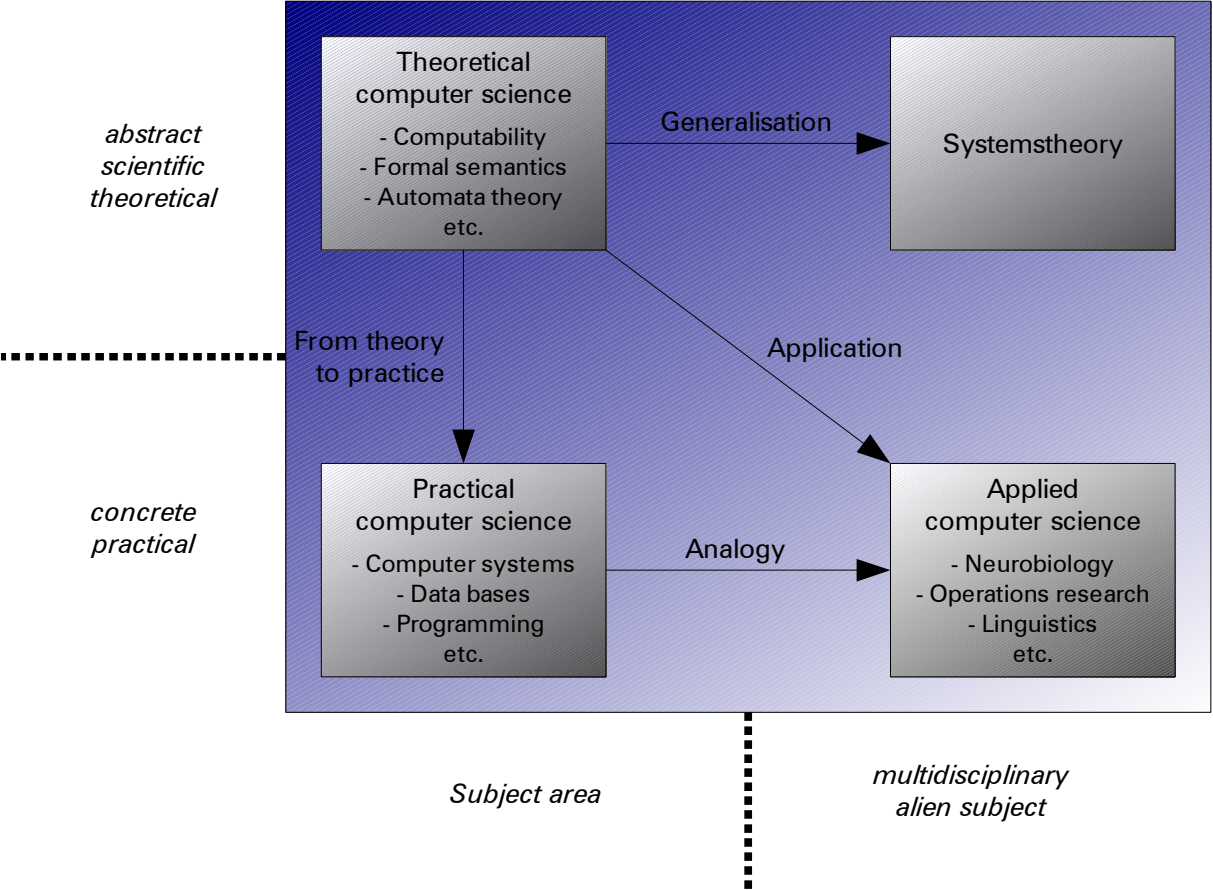 Theoretical
computer science
- Computability
- Formal semantics
- Automata theory
etc.
Generalisation
Systemstheory
abstract
scientific
theoretical
From theory
to practice
Application
concrete
practical
Practical
computer science
- Computer systems
- Data bases
- Programming
etc.
Analogy
Applied
computer science
- Neurobiology
- Operations research
- Linguistics
etc.
Subject area
multidisciplinary
alien subject